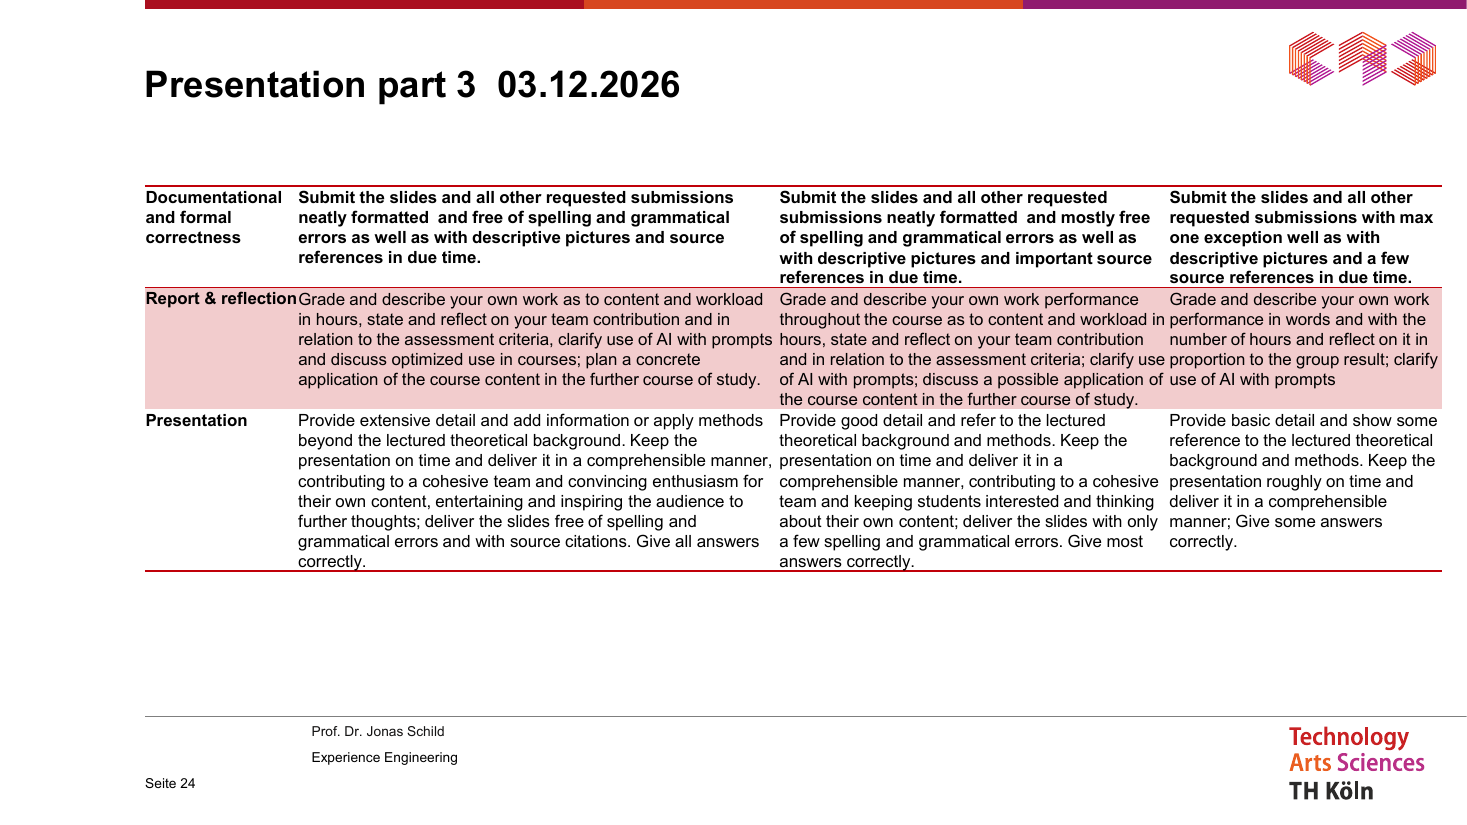 Presentation part 3  03.12.2026
Documentational
and formal
correctness
Submit the slides and all other requested submissions
neatly formatted  and free of spelling and grammatical
errors as well as with descriptive pictures and source
references in due time.
Submit the slides and all other requested
submissions neatly formatted  and mostly free
of spelling and grammatical errors as well as
with descriptive pictures and important source
references in due time.
Submit the slides and all other
requested submissions with max
one exception well as with
descriptive pictures and a few
source references in due time.
Report & reflection
Grade and describe your own work as to content and workload
in hours, state and reflect on your team contribution and in
relation to the assessment criteria, clarify use of AI with prompts
and discuss optimized use in courses; plan a concrete
application of the course content in the further course of study.
Grade and describe your own work performance
throughout the course as to content and workload in
hours, state and reflect on your team contribution
and in relation to the assessment criteria; clarify use
of AI with prompts; discuss a possible application of
the course content in the further course of study.
Grade and describe your own work
performance in words and with the
number of hours and reflect on it in
proportion to the group result; clarify
use of AI with prompts
Presentation
Provide extensive detail and add information or apply methods
beyond the lectured theoretical background. Keep the
presentation on time and deliver it in a comprehensible manner,
contributing to a cohesive team and convincing enthusiasm for
their own content, entertaining and inspiring the audience to
further thoughts; deliver the slides free of spelling and
grammatical errors and with source citations. Give all answers
correctly.
Provide good detail and refer to the lectured
theoretical background and methods. Keep the
presentation on time and deliver it in a
comprehensible manner, contributing to a cohesive
team and keeping students interested and thinking
about their own content; deliver the slides with only
a few spelling and grammatical errors. Give most
answers correctly.
Provide basic detail and show some
reference to the lectured theoretical
background and methods. Keep the
presentation roughly on time and
deliver it in a comprehensible
manner; Give some answers
correctly.
Prof. Dr. Jonas Schild
Experience Engineering
Seite 24
Technology
Arts Sciences
TH Köln